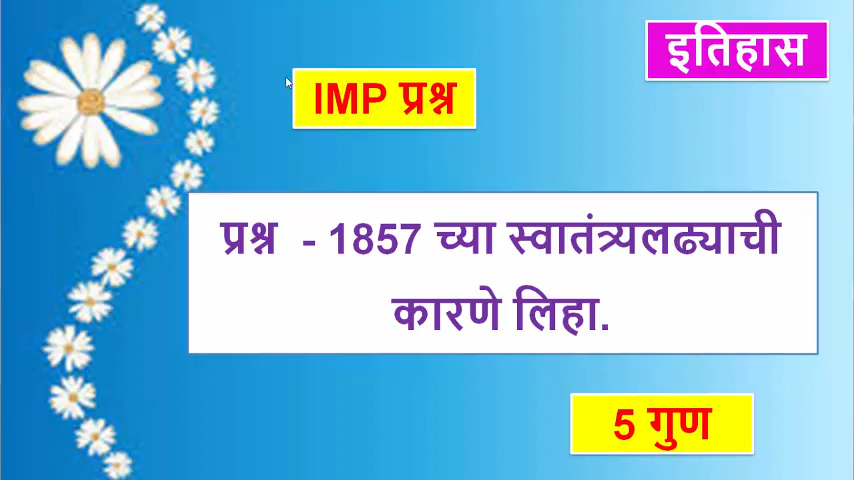 इतिहास
IMP प्रश्न
प्रश्न - 1857 च्या स्वातंत्र्यलढ्याची
कारणे लिहा.
5 गुण